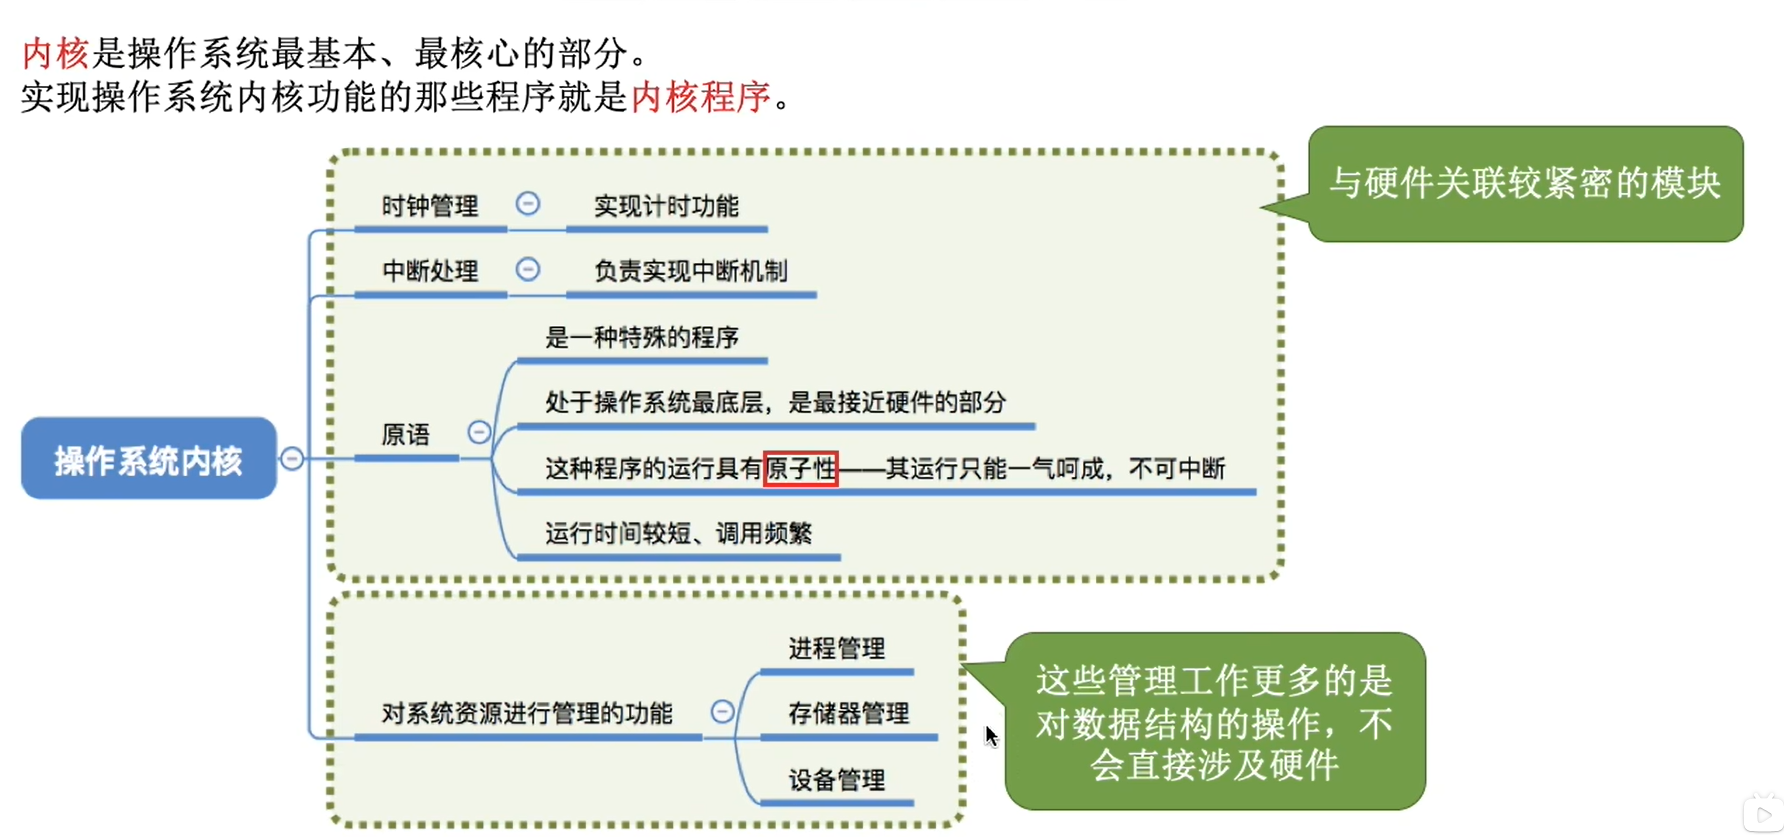 内核是操作系统最基本、最核心的部分。
实现操作系统内核功能的那些程序就是内核程序。
与硬件关联较紧密的模块
时钟管理
实现计时功能
中断处理
负责实现中断机制
是一种特殊的程序
处于操作系统最底层，是最接近硬件的部分
原语
这种程序的运行具有原子性——其运行只能一气呵成，不可中断
运行时间较短、调用频繁
操作系统内核
进程管理
对系统资源进行管理的功能
存储器管理
设备管理
这些管理工作更多的是
对数据结构的操作，不
会直接涉及硬件